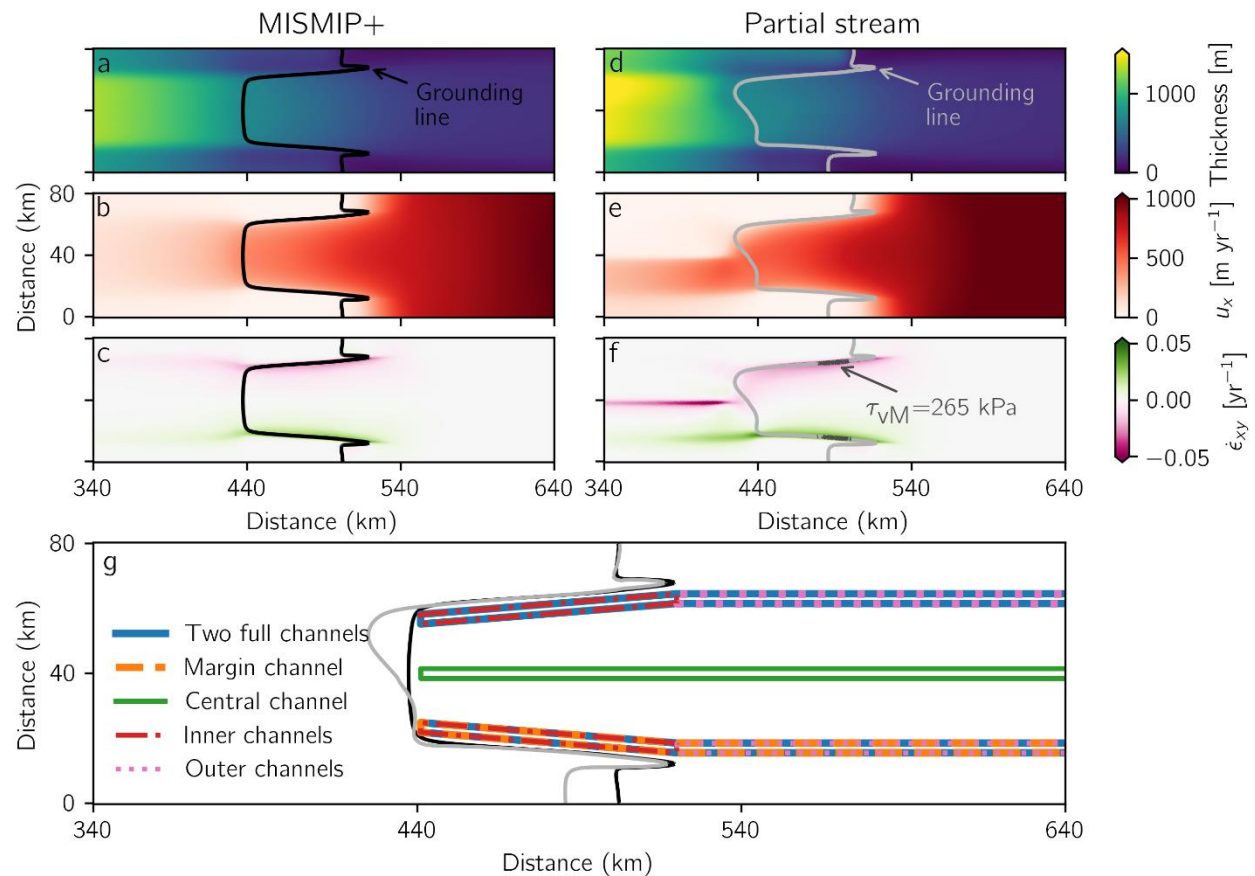 MISMIP+
Partial stream
a
Grounding
line
d
Grounding
line
1000
0
Thickness [m]
80
0
b
e
1000
500
0
u_x [m yr⁻¹]
Distance (km)
c
f
τ_vM=265 kPa
0.05
0.00
−0.05
ε̇_xy [yr⁻¹]
340 440 540 640
340 440 540 640
Distance (km)
Distance (km)
80
g
Two full channels
Margin channel
40
Central channel
Inner channels
Outer channels
0
Distance (km)
340 440 540 640
Distance (km)